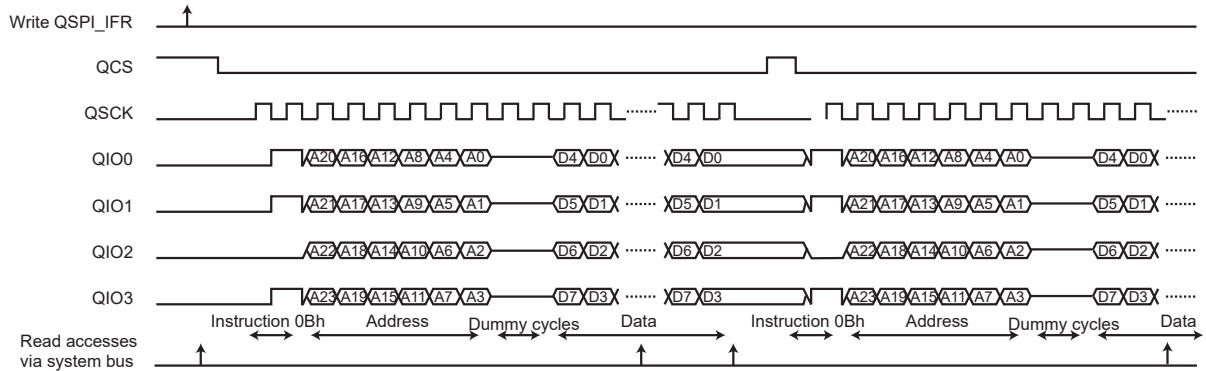 Write QSPI_IFR
QCS
QSCK
QIO0 A20 A16 A12 A8 A4 A0 D4 D0 D4 D0 A20 A16 A12 A8 A4 A0 D4 D0
QIO1 A21 A17 A13 A9 A5 A1 D5 D1 D5 D1 A21 A17 A13 A9 A5 A1 D5 D1
QIO2 A22 A18 A14 A10 A6 A2 D6 D2 D6 D2 A22 A18 A14 A10 A6 A2 D6 D2
QIO3 A23 A19 A15 A11 A7 A3 D7 D3 D7 D3 A23 A19 A15 A11 A7 A3 D7 D3
Instruction 0Bh Address Dummy cycles Data Instruction 0Bh Address Dummy cycles Data
Read accesses
via system bus